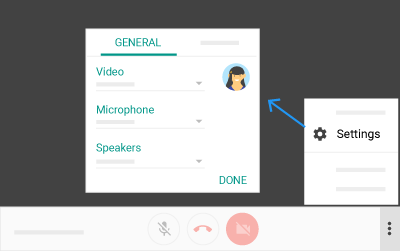 GENERAL
Video
Microphone
Settings
Speakers
DONE